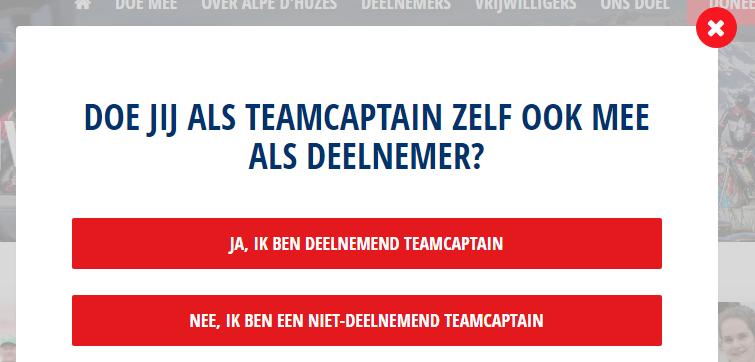 DOE MEE OVER ALPE D'HUZES DEELNEMERS VRIJWILLIGERS ONS DOEL
DOE JIJ ALS TEAMCAPTAIN ZELF OOK MEE
ALS DEELNEMER?
JA, IK BEN DEELNEMEND TEAMCAPTAIN
NEE, IK BEN EEN NIET-DEELNEMEND TEAMCAPTAIN